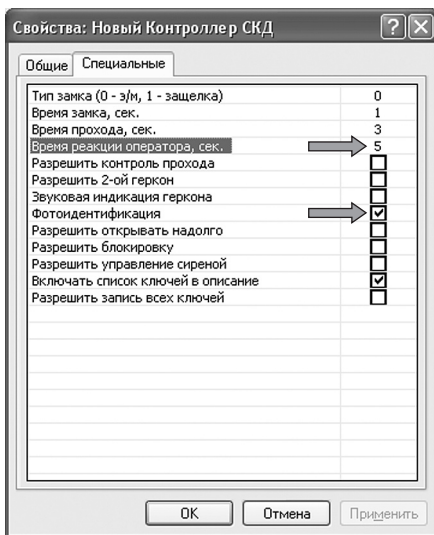 Свойства: Новый Контроллер СКД
Общие Специальные
Тип замка (0 - э/м, 1 - защелка) 0
Время замка, сек. 1
Время прохода, сек. 3
Время реакции оператора, сек. 5
Разрешить контроль прохода
Разрешить 2-ой геркон
Звуковая индикация геркона
Фотоидентификация
Разрешить открывать надолго
Разрешить блокировку
Разрешить управление сиреной
Включать список ключей в описание
Разрешить запись всех ключей
ОК Отмена Применить